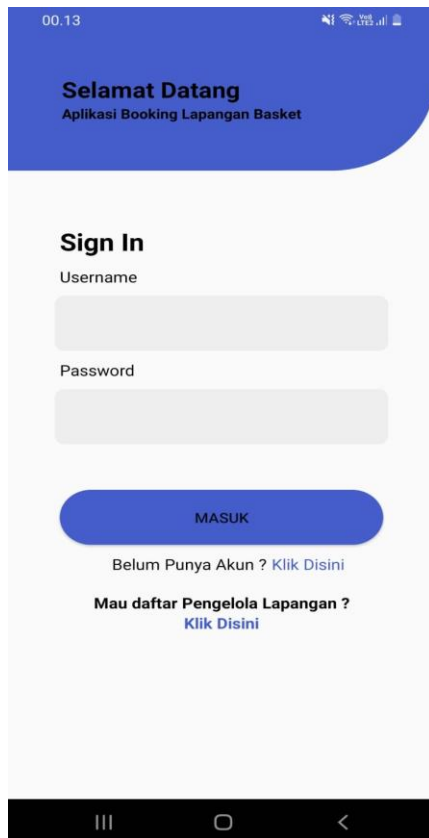 00.13
Selamat Datang
Aplikasi Booking Lapangan Basket
Sign In
Username
Password
MASUK
Belum Punya Akun ? Klik Disini
Mau daftar Pengelola Lapangan ?
Klik Disini